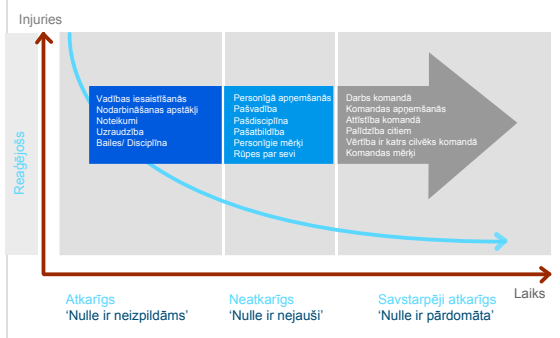 Injuries
Reaģējošs
Vadības iesaistīšanās
Nodarbināšanas apstākļi
Noteikumi
Uzraudzība
Bailes/ Disciplīna
Personīgā apņemšanās
Pašvadība
Pašdisciplīna
Pašatbildība
Personīgie mērķi
Rūpes par sevi
Darbs komandā
Komandas apņemšanās
Attīstība komandā
Palīdzība citiem
Vērtība ir katrs cilvēks komandā
Komandas mērķi
Laiks
Atkarīgs
‘Nulle ir neizpildāms’
Neatkarīgs
‘Nulle ir nejauši’
Savstarpēji atkarīgs
‘Nulle ir pārdomāta’